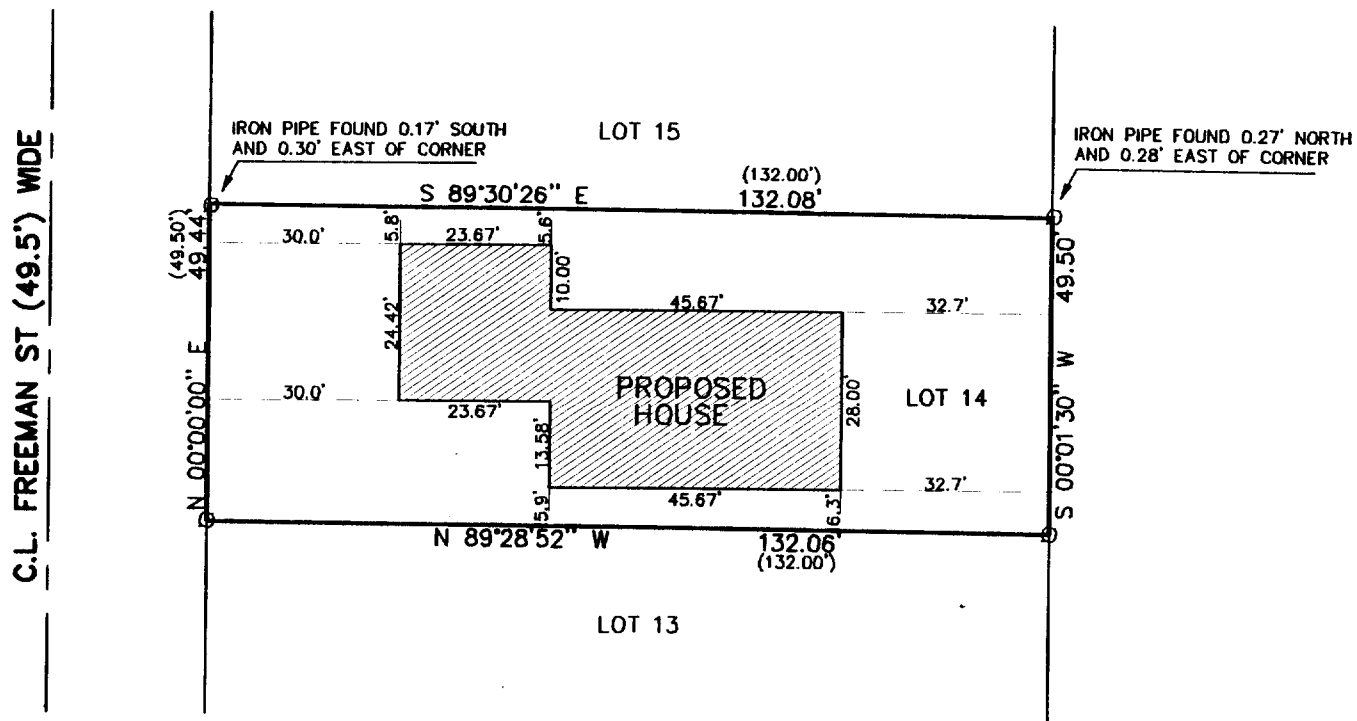 C.L. FREEMAN ST (49.5') WIDE
IRON PIPE FOUND 0.17' SOUTH
AND 0.30' EAST OF CORNER
LOT 15
IRON PIPE FOUND 0.27' NORTH
AND 0.28' EAST OF CORNER
S 89°30'26" E
(132.00')
132.08'
(49.50')
49.44'
N 00°00'00" E
30.0'
5.8'
23.67'
5.6'
10.00'
45.67'
32.7'
49.50'
24.42'
PROPOSED
HOUSE
28.00'
LOT 14
S 00°01'30" W
30.0'
23.67'
13.58'
45.67'
32.7'
5.9'
6.3'
N 89°28'52" W
132.06'
(132.00')
LOT 13